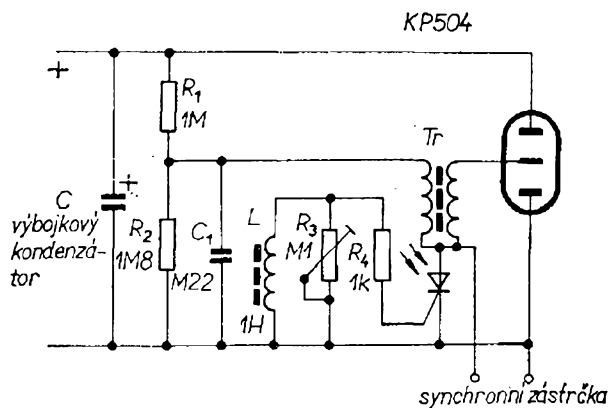 KP504
+
R1
1M
Tr
C
+
výbojkový
kondenzá-
tor
R2
1M8
C1
M22
L
1H
R3
M1
R4
1k
synchronní zástrčka